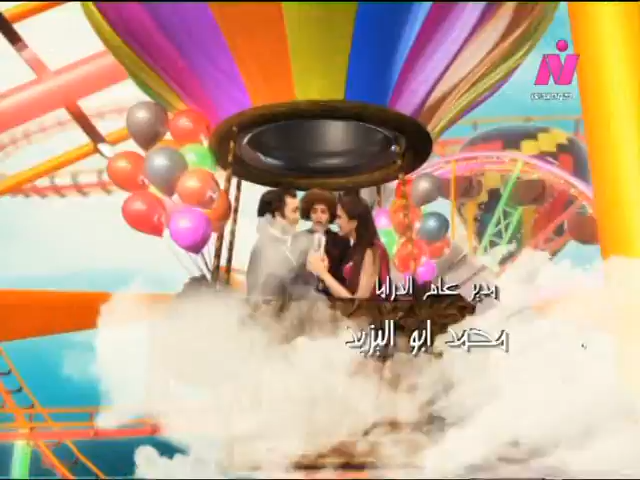 مدير عام الدراما
محمد ابو اليزيد